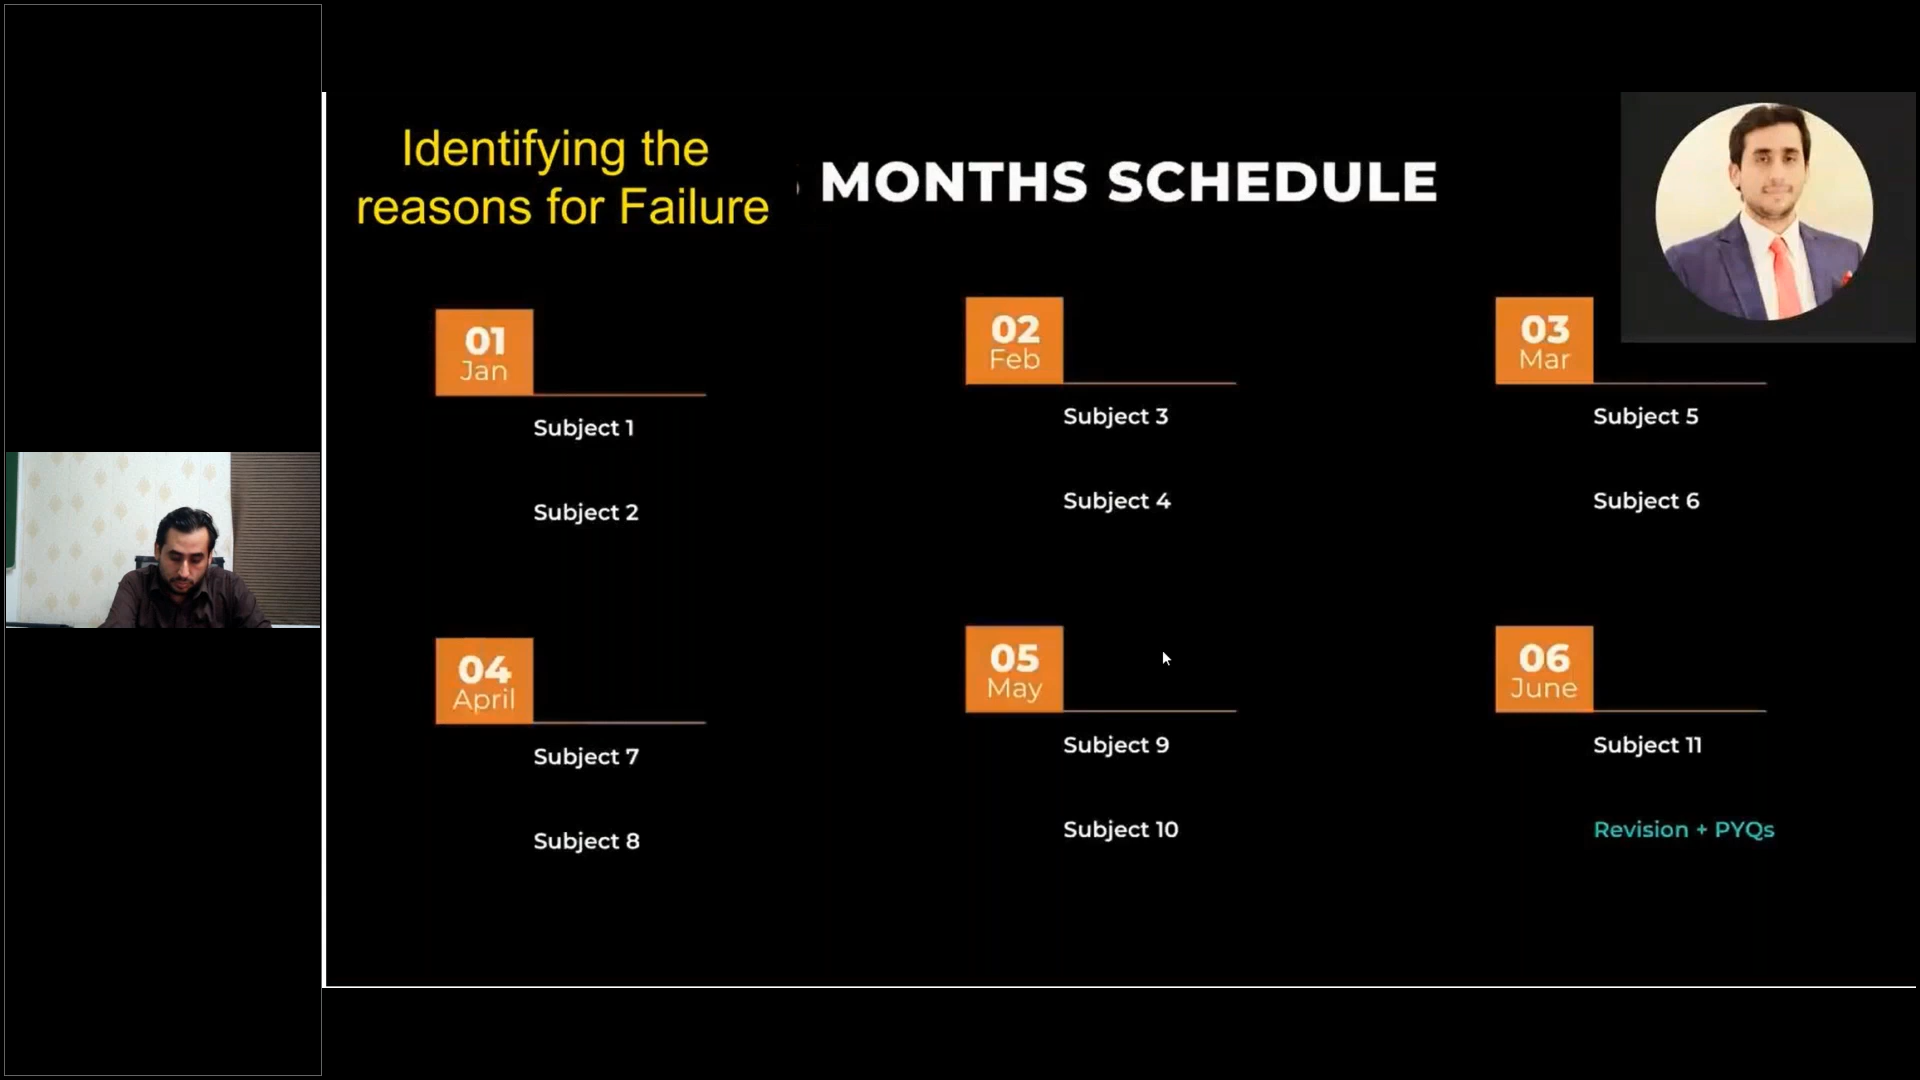 Identifying the
reasons for Failure
MONTHS SCHEDULE
01
Jan
Subject 1
Subject 2
02
Feb
Subject 3
Subject 4
03
Mar
Subject 5
Subject 6
04
April
Subject 7
Subject 8
05
May
Subject 9
Subject 10
06
June
Subject 11
Revision + PYQs